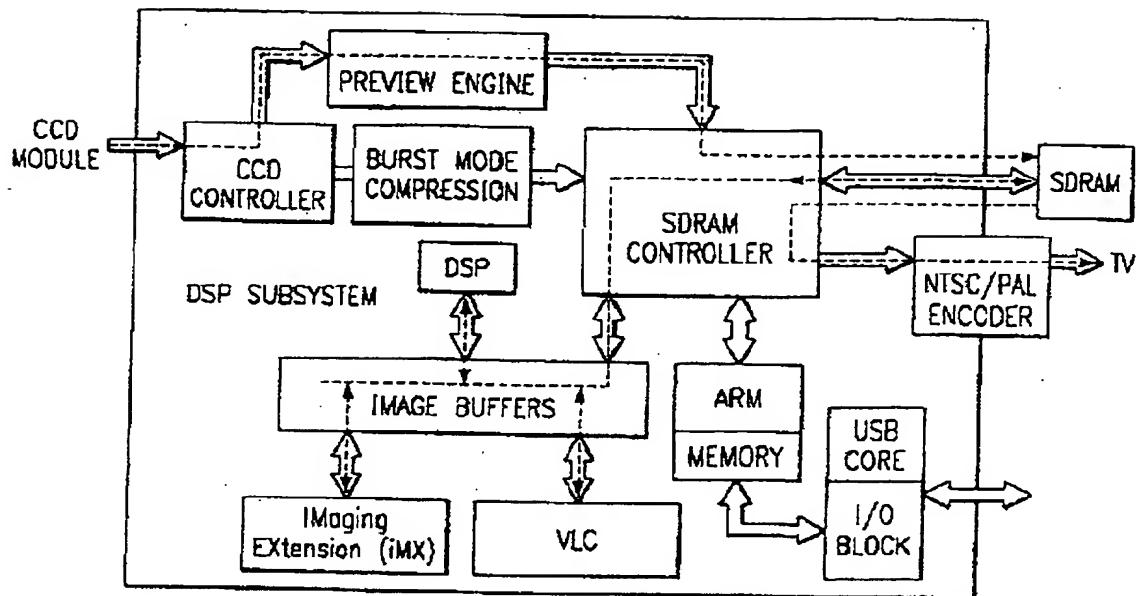 PREVIEW ENGINE
CCD
MODULE
CCD
CONTROLLER
BURST MODE
COMPRESSION
SDRAM
CONTROLLER
SDRAM
NTSC/PAL
ENCODER
TV
DSP
DSP SUBSYSTEM
IMAGE BUFFERS
ARM
MEMORY
USB
CORE
I/O
BLOCK
IMaging
EXtension (iMX)
VLC